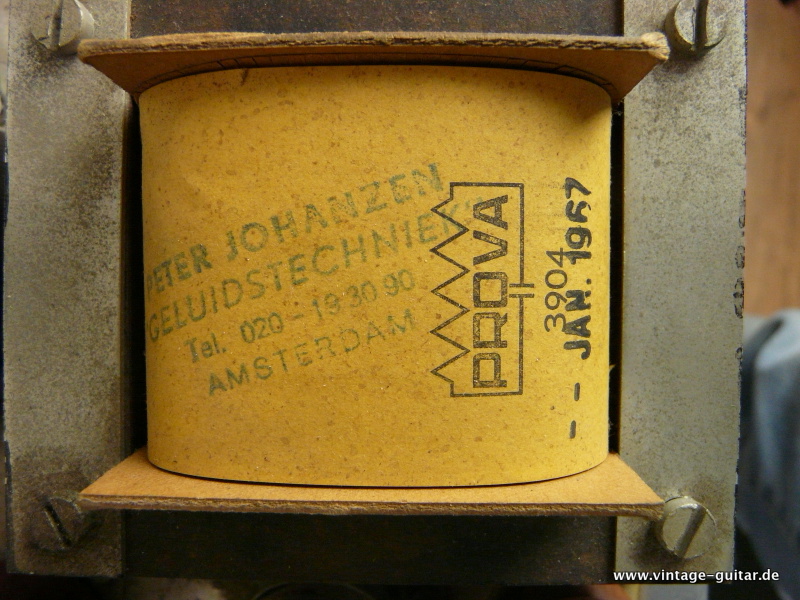 PETER JOHANZEN
GELUIDSTECHNIEK
Tel. 020-19 30 90
AMSTERDAM
PROVA
3904
-- JAN. 1967
www.vintage-guitar.de